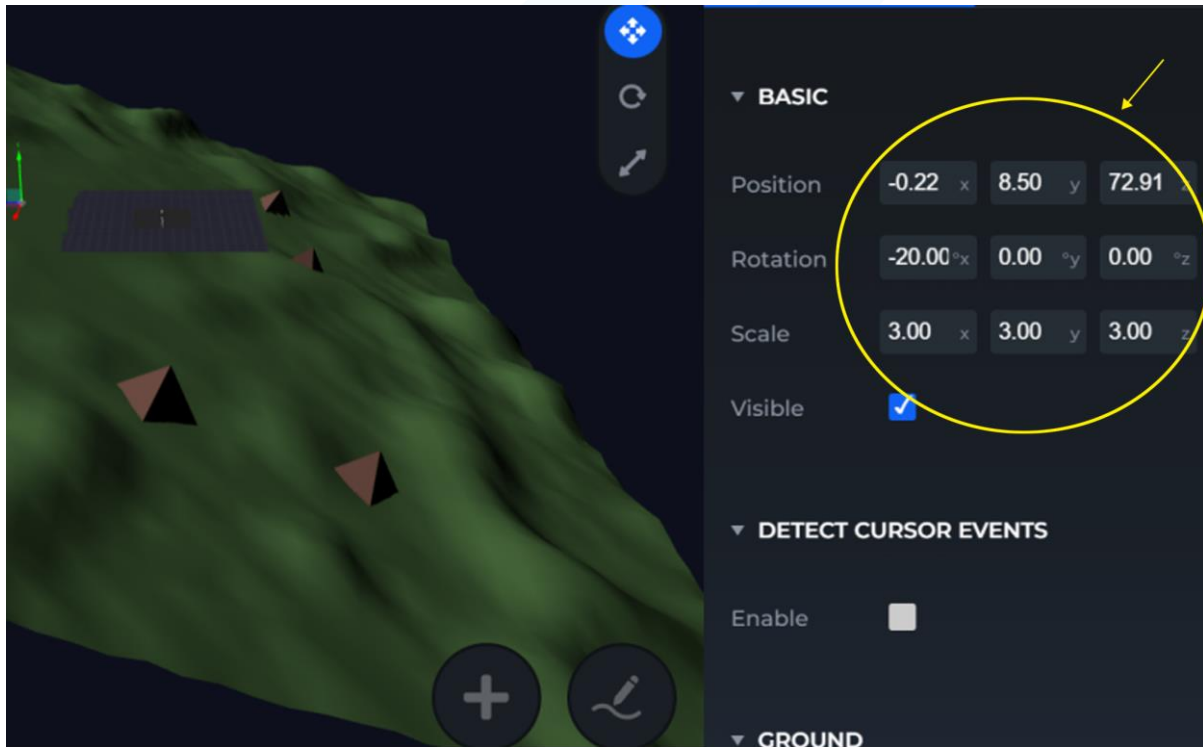 ▼ BASIC
Position -0.22 x 8.50 y 72.91 z
Rotation -20.00 °x 0.00 °y 0.00 °z
Scale 3.00 x 3.00 y 3.00 z
Visible
▼ DETECT CURSOR EVENTS
Enable
▼ GROUND